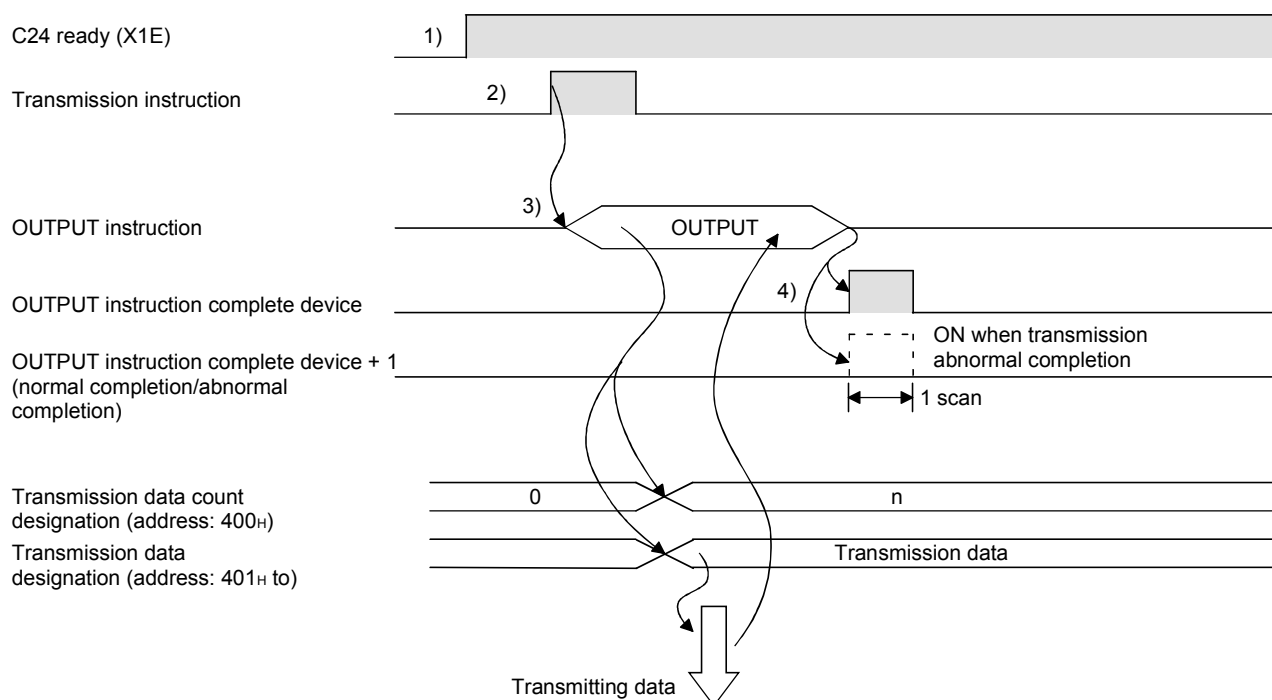 C24 ready (X1E)
1)
Transmission instruction
2)
OUTPUT instruction
3)
OUTPUT
OUTPUT instruction complete device
4)
OUTPUT instruction complete device + 1
(normal completion/abnormal
completion)
ON when transmission
abnormal completion
1 scan
Transmission data count
designation (address: 400H)
0
n
Transmission data
designation (address: 401H to)
Transmission data
Transmitting data